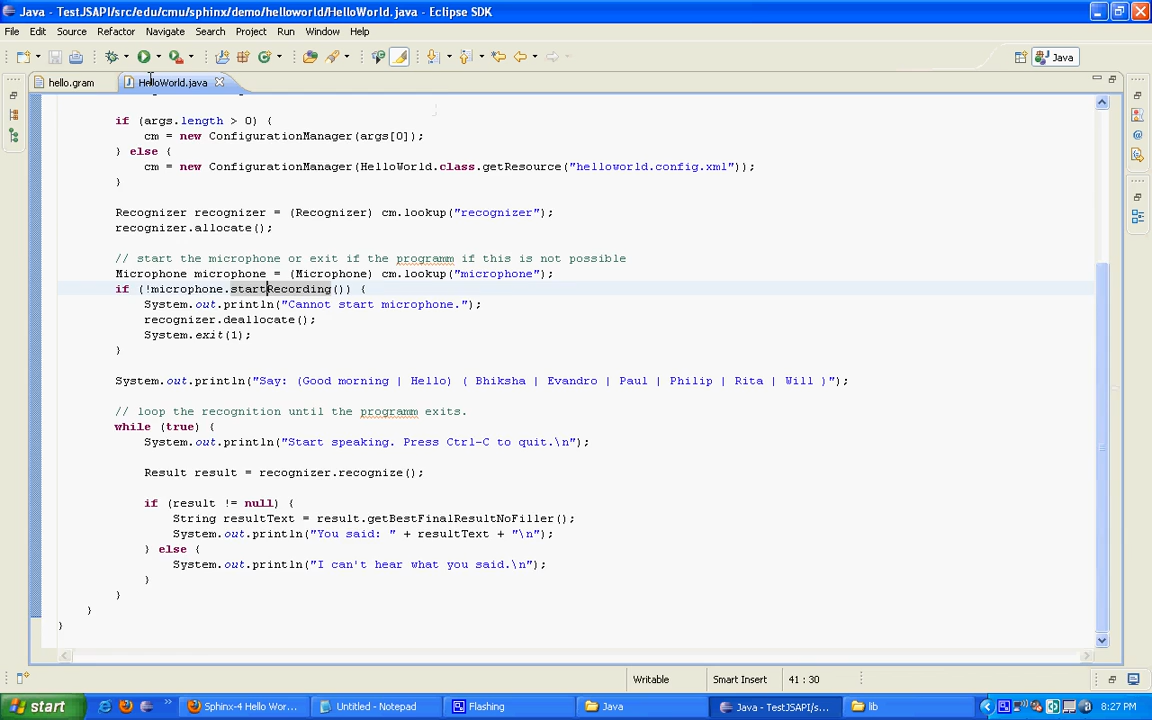 Java - TestJSAPI/src/edu/cmu/sphinx/demo/helloworld/HelloWorld.java - Eclipse SDK
File Edit Source Refactor Navigate Search Project Run Window Help
Java
hello.gram HelloWorld.java
if (args.length > 0) {
cm = new ConfigurationManager(args[0]);
} else {
cm = new ConfigurationManager(HelloWorld.class.getResource("helloworld.config.xml"));
}
Recognizer recognizer = (Recognizer) cm.lookup("recognizer");
recognizer.allocate();
// start the microphone or exit if the programm if this is not possible
Microphone microphone = (Microphone) cm.lookup("microphone");
if (!microphone.startRecording()) {
System.out.println("Cannot start microphone.");
recognizer.deallocate();
System.exit(1);
}
System.out.println("Say: (Good morning | Hello) ( Bhiksha | Evandro | Paul | Philip | Rita | Will )");
// loop the recognition until the programm exits.
while (true) {
System.out.println("Start speaking. Press Ctrl-C to quit.\n");
Result result = recognizer.recognize();
if (result != null) {
String resultText = result.getBestFinalResultNoFiller();
System.out.println("You said: " + resultText + "\n");
} else {
System.out.println("I can't hear what you said.\n");
}
}
}
}
Writable Smart Insert 41 : 30
start Sphinx-4 Hello Wor... Untitled - Notepad Flashing Java Java - TestJSAPI/s... lib 8:27 PM